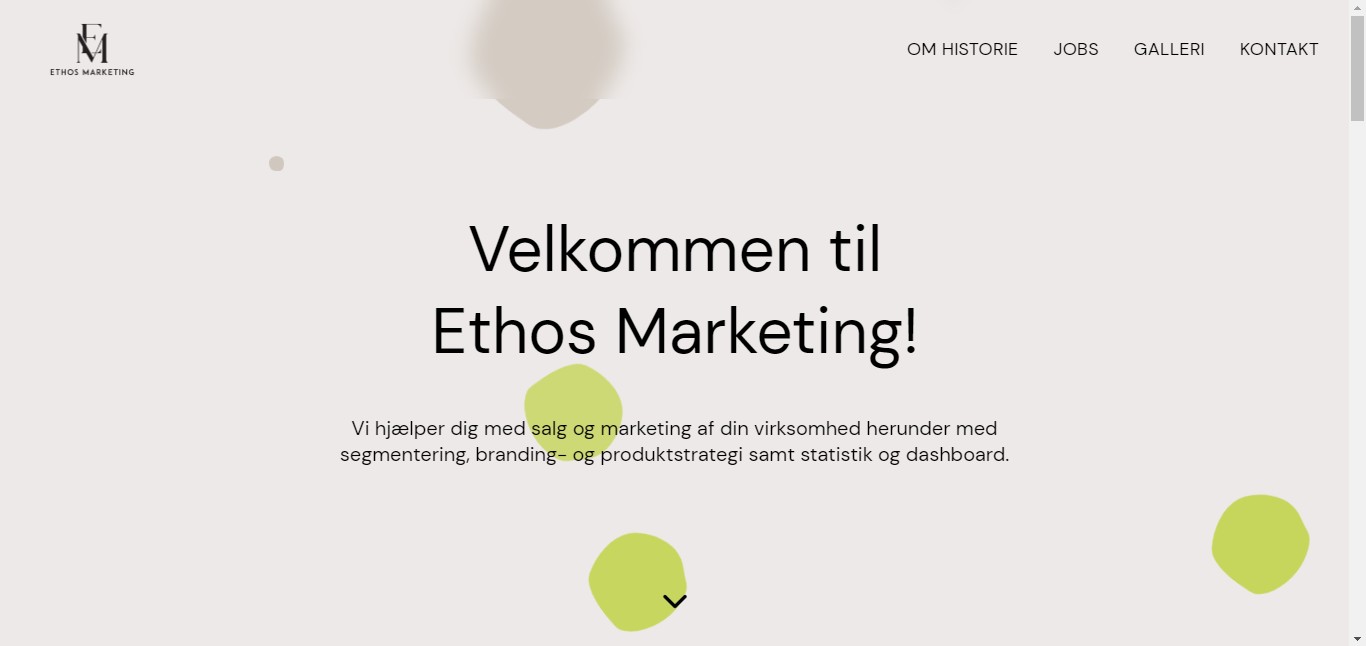 EM
ETHOS MARKETING
OM HISTORIE
JOBS
GALLERI
KONTAKT
Velkommen til
Ethos Marketing!
Vi hjælper dig med salg og marketing af din virksomhed herunder med
segmentering, branding- og produktstrategi samt statistik og dashboard.